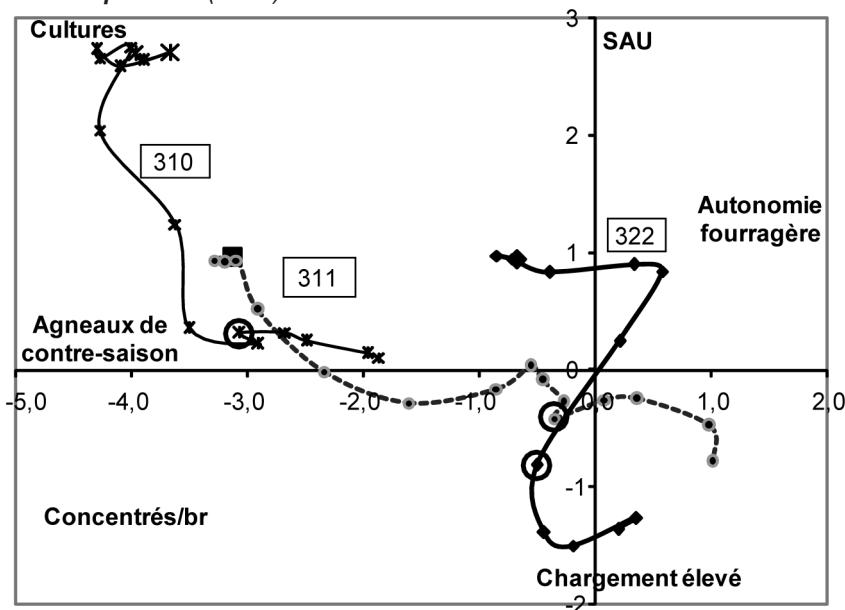 3
Cultures
SAU
2
310
Autonomie
fourragère
322
1
311
Agneaux de
contre-saison
0
-5,0 -4,0 -3,0 -2,0 -1,0 0,0 1,0 2,0
-1
Concentrés/br
Chargement élevé
-2